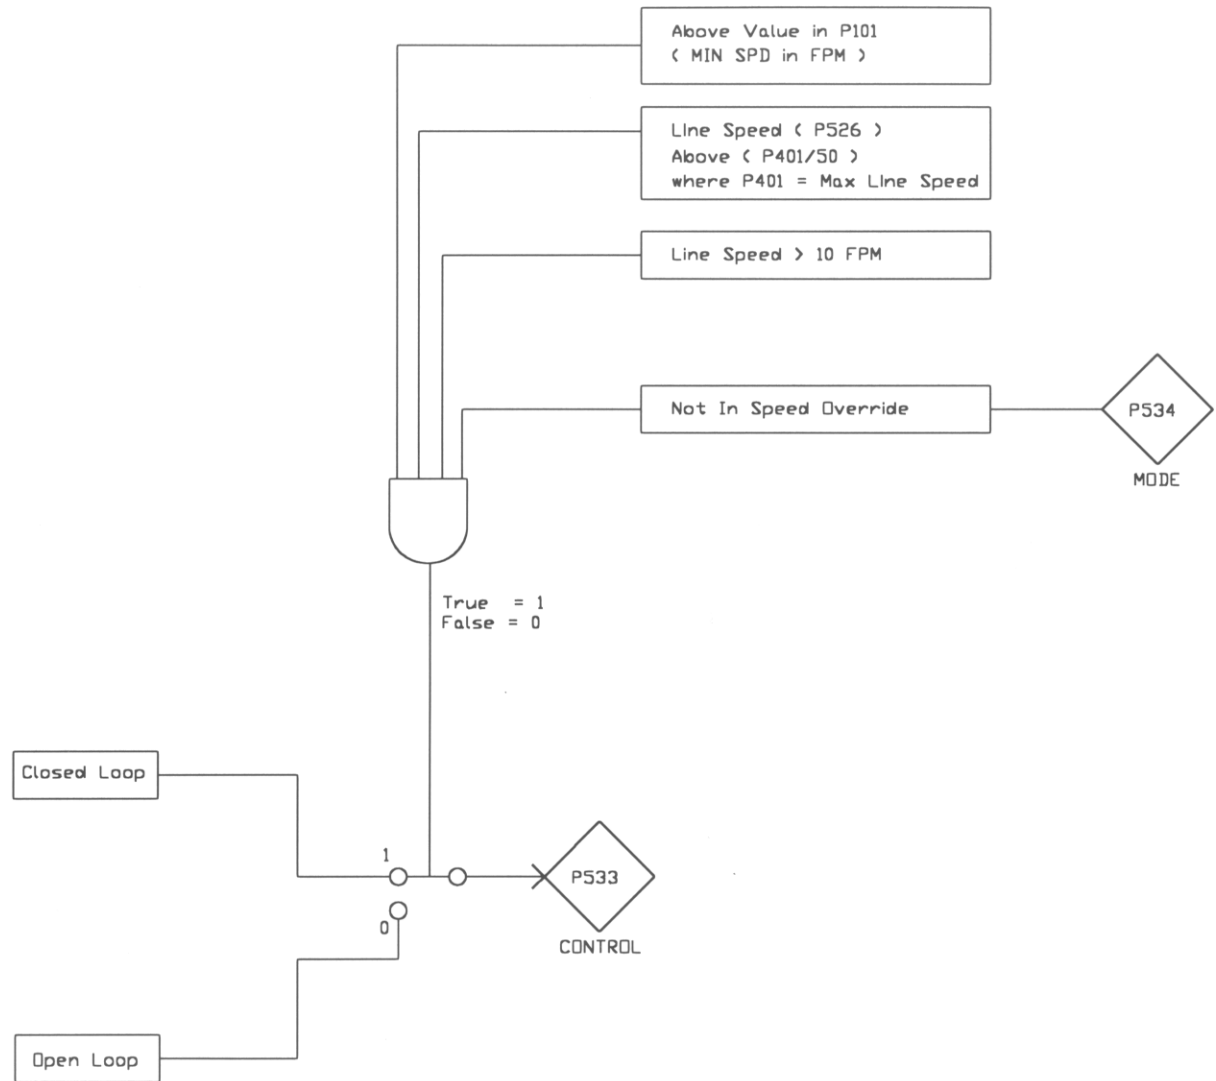 Above Value in P101
( MIN SPD in FPM )
LIne Speed ( P526 )
Above ( P401/50 )
where P401 = Max LIne Speed
Line Speed > 10 FPM
Not In Speed Override
P534
MODE
True = 1
False = 0
Closed Loop
1
P533
0
CONTROL
Open Loop